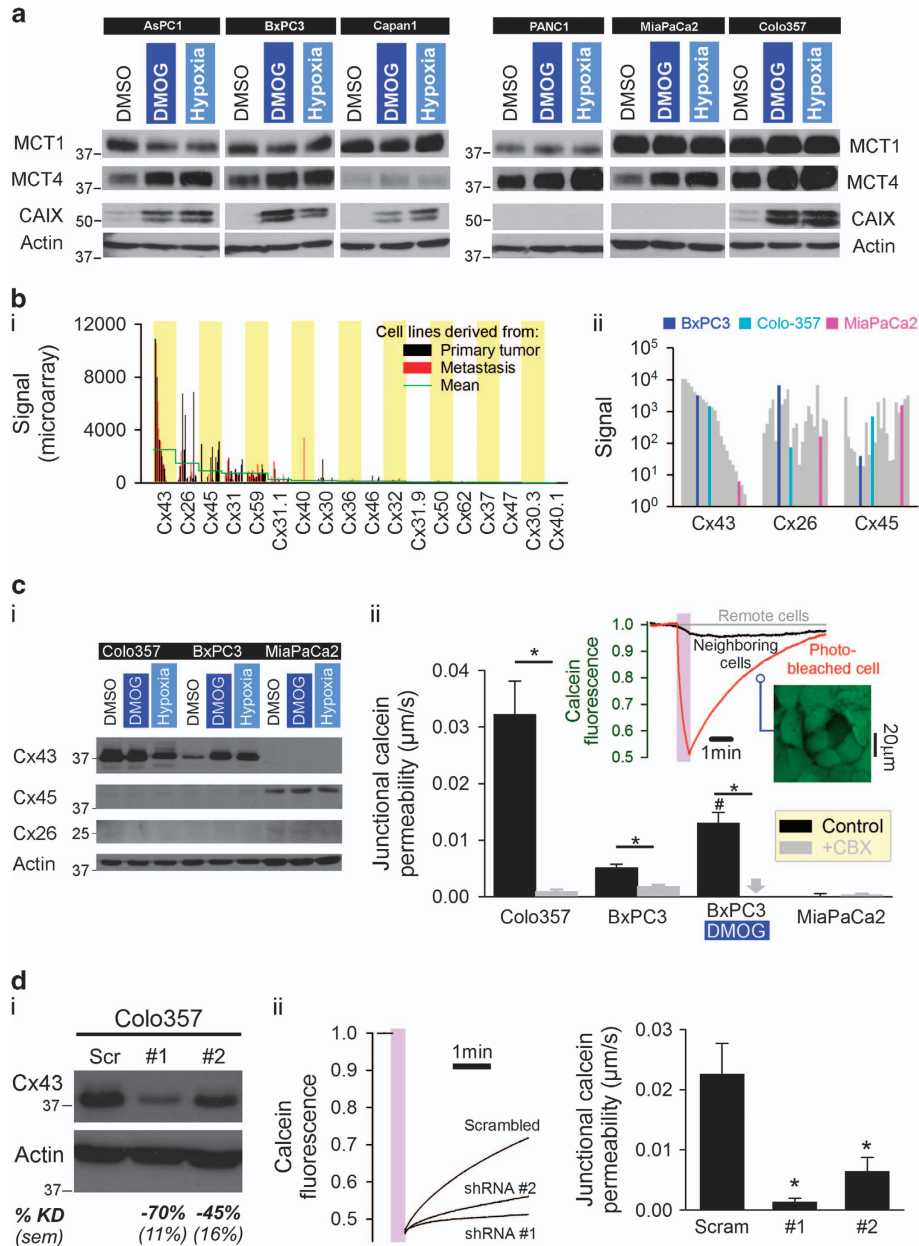 a
AsPC1 BxPC3 Capan1 PANC1 MiaPaCa2 Colo357
DMSO DMOG Hypoxia DMSO DMOG Hypoxia DMSO DMOG Hypoxia DMSO DMOG Hypoxia DMSO DMOG Hypoxia DMSO DMOG Hypoxia
MCT1 37 37 MCT1
MCT4 37 37 MCT4
CAIX 50 50 CAIX
Actin 37 37 Actin
b
i
12000
8000
4000
0
Signal
(microarray)
Cell lines derived from:
Primary tumor
Metastasis
Mean
Cx43 Cx26 Cx45 Cx31 Cx59 Cx31.1 Cx40 Cx30 Cx36 Cx46 Cx32 Cx31.9 Cx50 Cx62 Cx37 Cx47 Cx30.3 Cx40.1
ii
BxPC3 Colo-357 MiaPaCa2
10⁵
10⁴
10³
10²
10¹
10⁰
Signal
Cx43 Cx26 Cx45
c
i
Colo357 BxPC3 MiaPaCa2
DMSO DMOG Hypoxia DMSO DMOG Hypoxia DMSO DMOG Hypoxia
Cx43 37
Cx45 37
Cx26 25
Actin 37
ii
0.04
0.03
0.02
0.01
0.00
Junctional calcein
permeability (µm/s)
* * # *
Colo357 BxPC3 BxPC3 MiaPaCa2
DMOG
1.0
0.9
0.8
0.7
0.6
0.5
Calcein
fluorescence
Remote cells
Neighboring
cells
Photo-
bleached cell
1min
20µm
Control
+CBX
d
i
Colo357
Scr #1 #2
Cx43 37
Actin
37
% KD -70% -45%
(sem) (11%) (16%)
ii
1.0
0.9
0.8
0.7
0.6
0.5
Calcein
fluorescence
1min
Scrambled
shRNA #2
shRNA #1
0.03
0.02
0.01
0.00
Junctional calcein
permeability (µm/s)
* *
Scram #1 #2